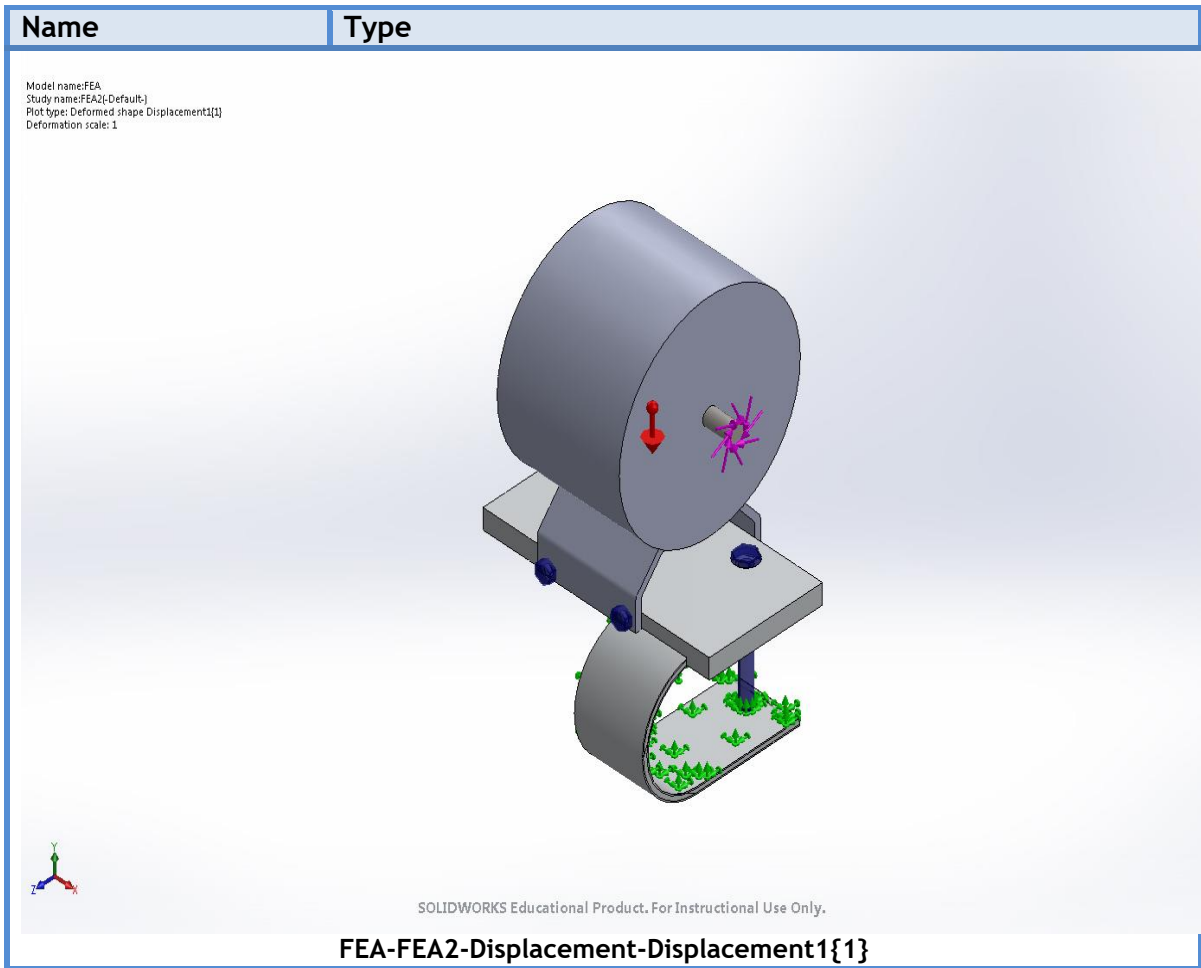 Name Type
Model name:FEA
Study name:FEA2(-Default-)
Plot type: Deformed shape Displacement1{1}
Deformation scale: 1
Y
Z X
SOLIDWORKS Educational Product. For Instructional Use Only.
FEA-FEA2-Displacement-Displacement1{1}